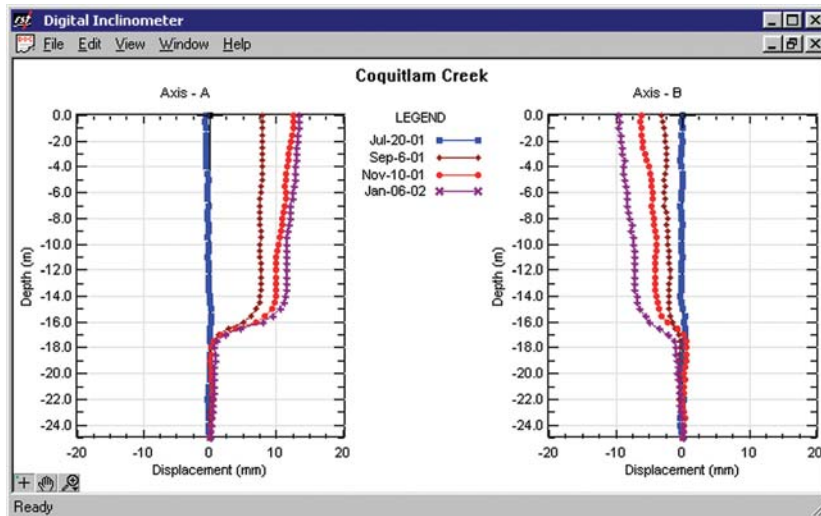 rst Digital Inclinometer
File Edit View Window Help
Coquitlam Creek
Axis - A
LEGEND
Jul-20-01
Sep-6-01
Nov-10-01
Jan-06-02
Axis - B
Depth (m)
0.0
-2.0
-4.0
-6.0
-8.0
-10.0
-12.0
-14.0
-16.0
-18.0
-20.0
-22.0
-24.0
-20 -10 0 10 20
Displacement (mm)
Depth (m)
0.0
-2.0
-4.0
-6.0
-8.0
-10.0
-12.0
-14.0
-16.0
-18.0
-20.0
-22.0
-24.0
-20 -10 0 10 20
Displacement (mm)
Ready